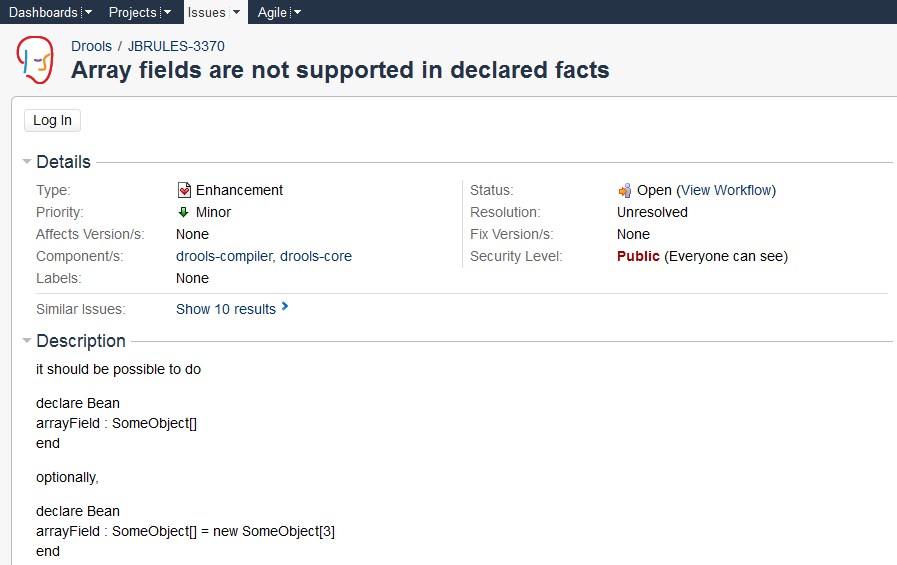 Dashboards Projects Issues Agile
Drools / JBRULES-3370
Array fields are not supported in declared facts
Log In
Details
Type: Enhancement Status: Open (View Workflow)
Priority: Minor Resolution: Unresolved
Affects Version/s: None Fix Version/s: None
Component/s: drools-compiler, drools-core Security Level: Public (Everyone can see)
Labels: None
Similar Issues: Show 10 results
Description
it should be possible to do
declare Bean
arrayField : SomeObject[]
end
optionally,
declare Bean
arrayField : SomeObject[] = new SomeObject[3]
end